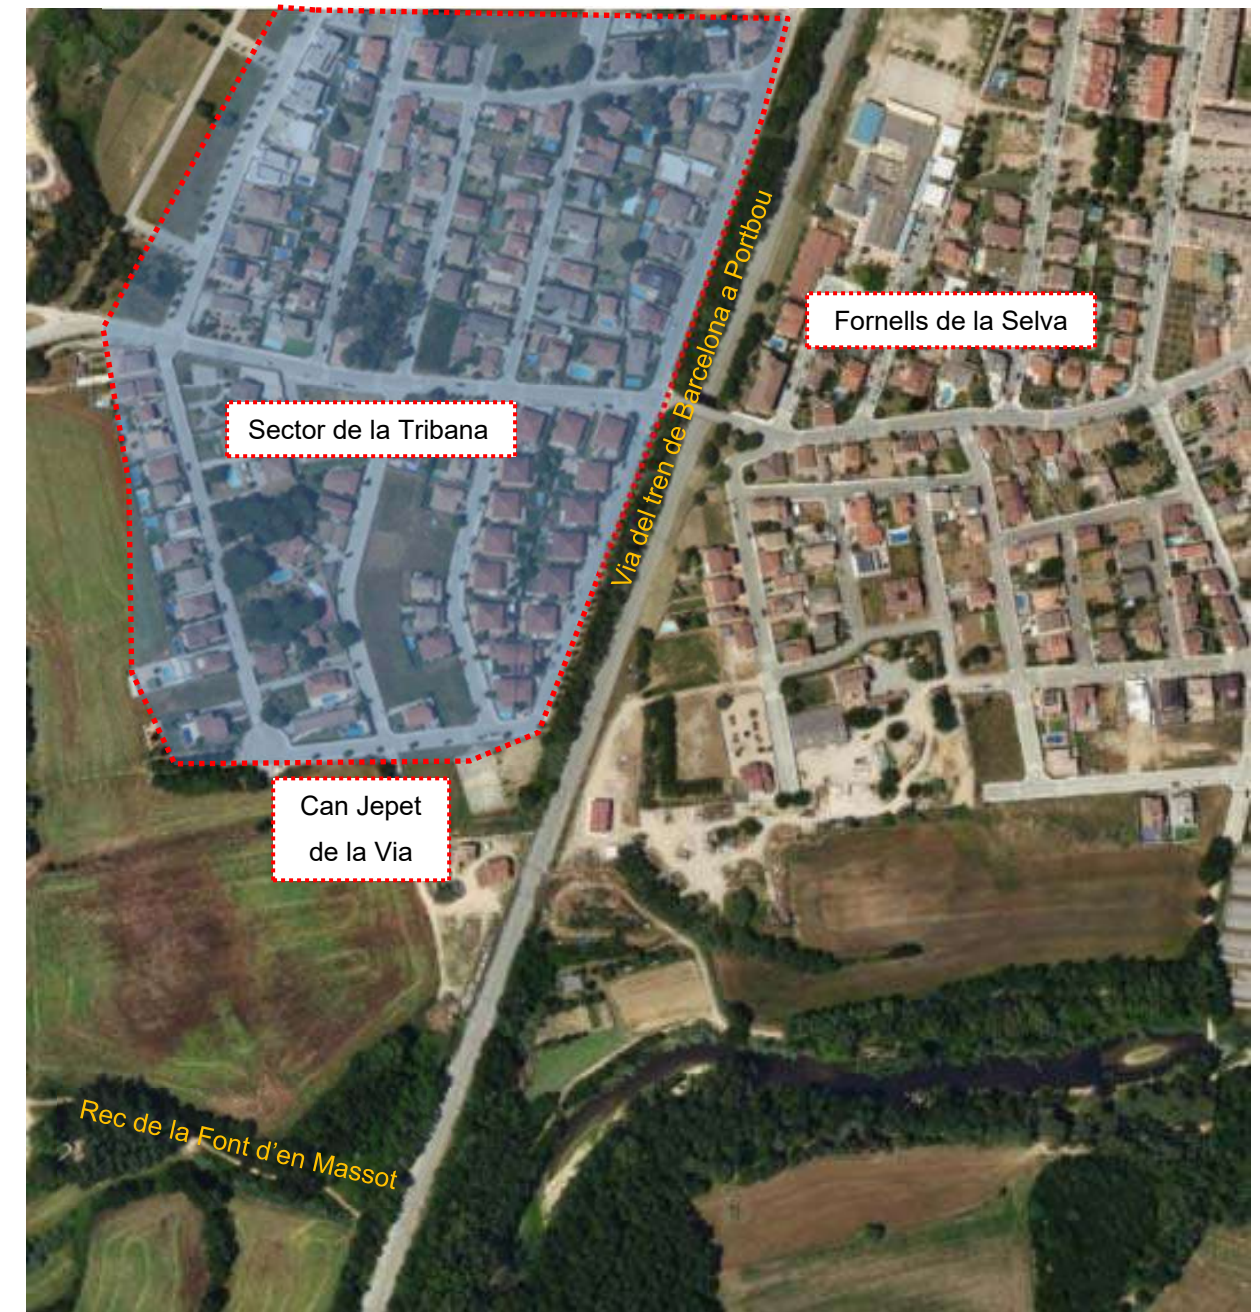 Via del tren de Barcelona a Portbou
Fornells de la Selva
Sector de la Tribana
Can Jepet
de la Via
Rec de la Font d’en Massot